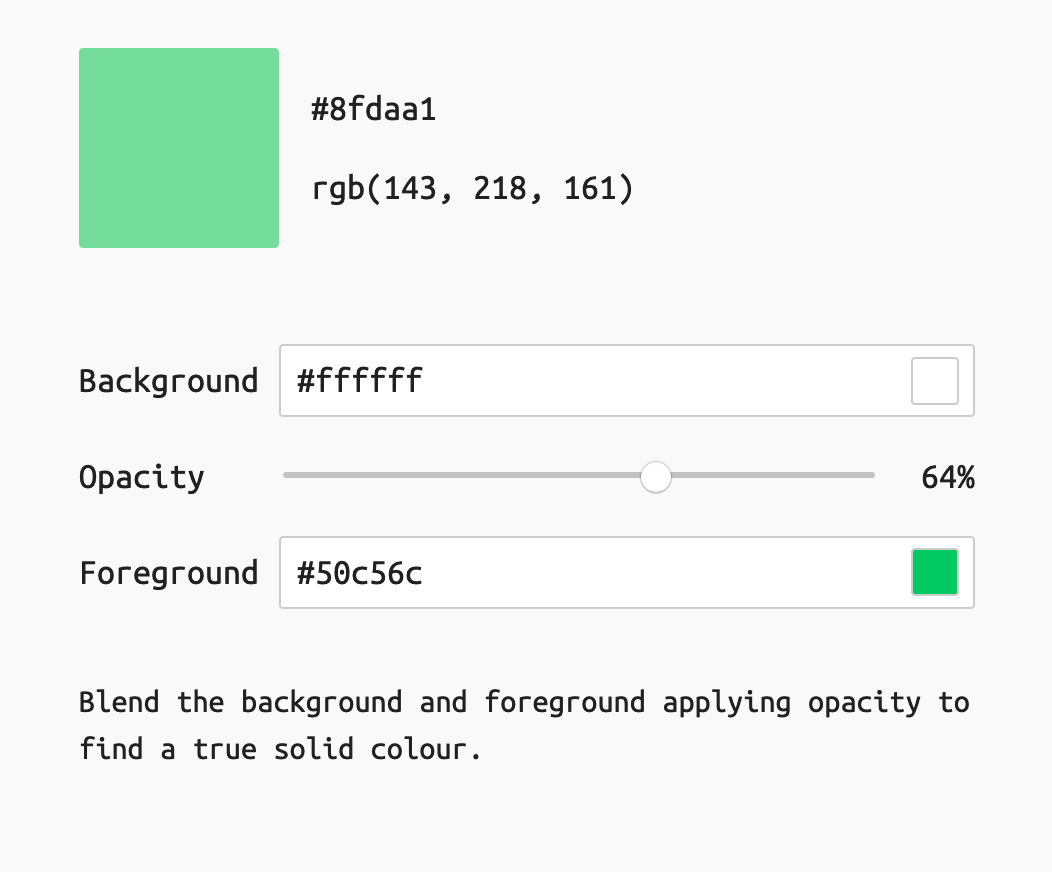 #8fdaa1
rgb(143, 218, 161)
Background #ffffff
Opacity 64%
Foreground #50c56c
Blend the background and foreground applying opacity to
find a true solid colour.